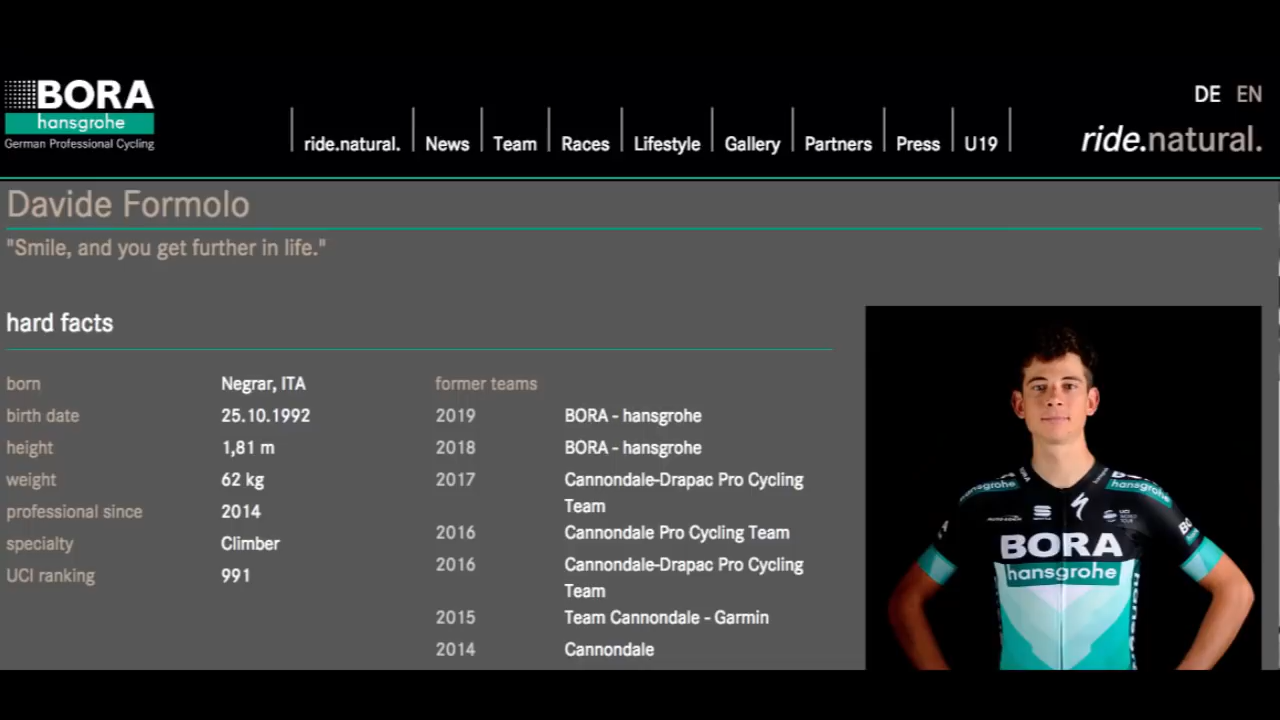 BORA
hansgrohe
German Professional Cycling
DE EN
ride.natural. News Team Races Lifestyle Gallery Partners Press U19
ride.natural.
Davide Formolo
"Smile, and you get further in life."
hard facts
born Negrar, ITA
birth date 25.10.1992
height 1,81 m
weight 62 kg
professional since 2014
specialty Climber
UCI ranking 991
former teams
2019 BORA - hansgrohe
2018 BORA - hansgrohe
2017 Cannondale-Drapac Pro Cycling
Team
2016 Cannondale Pro Cycling Team
2016 Cannondale-Drapac Pro Cycling
Team
2015 Team Cannondale - Garmin
2014 Cannondale
hansgrohe
hansgrohe
BORA
hansgrohe